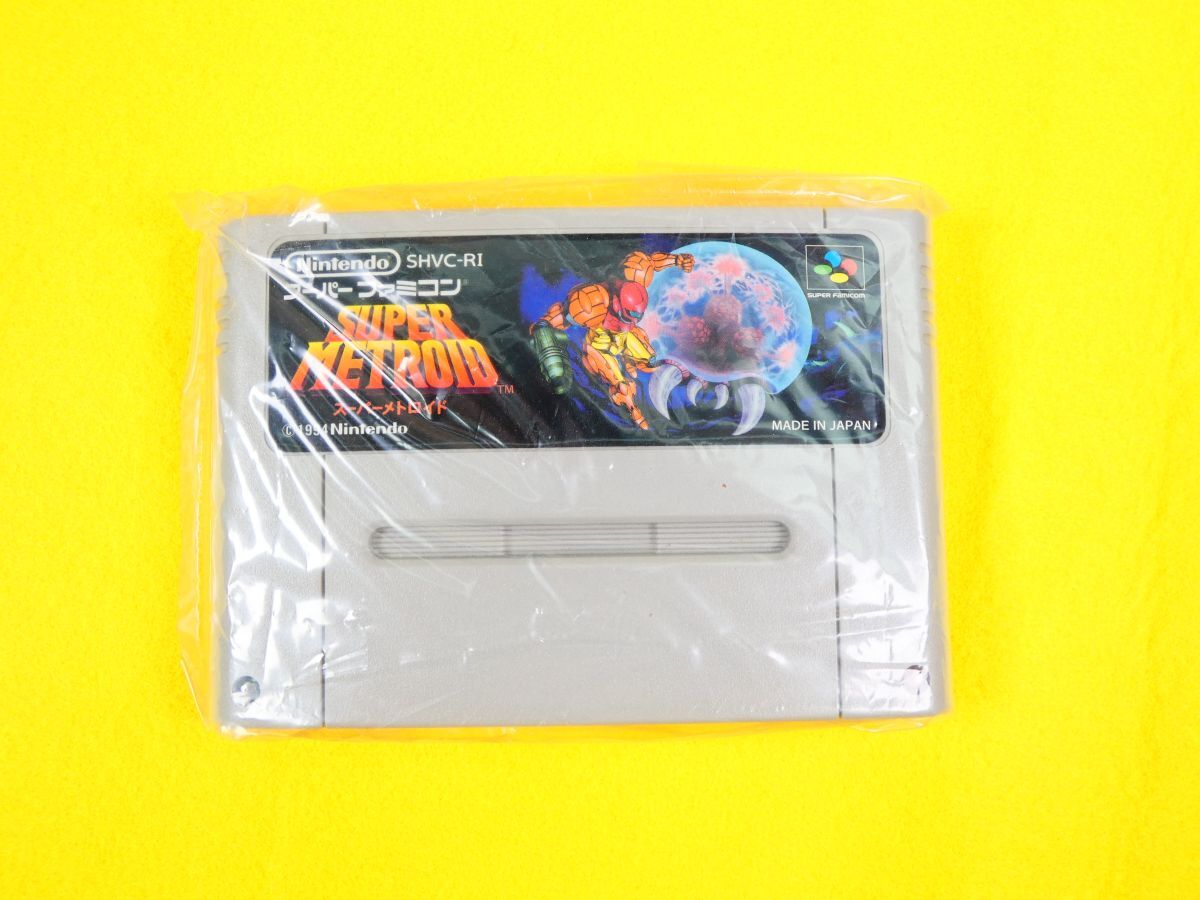 Nintendo SHVC-RI
スーパーファミコン®
SUPER FAMICOM
SUPER
METROID™
スーパーメトロイド
© 1994 Nintendo
MADE IN JAPAN